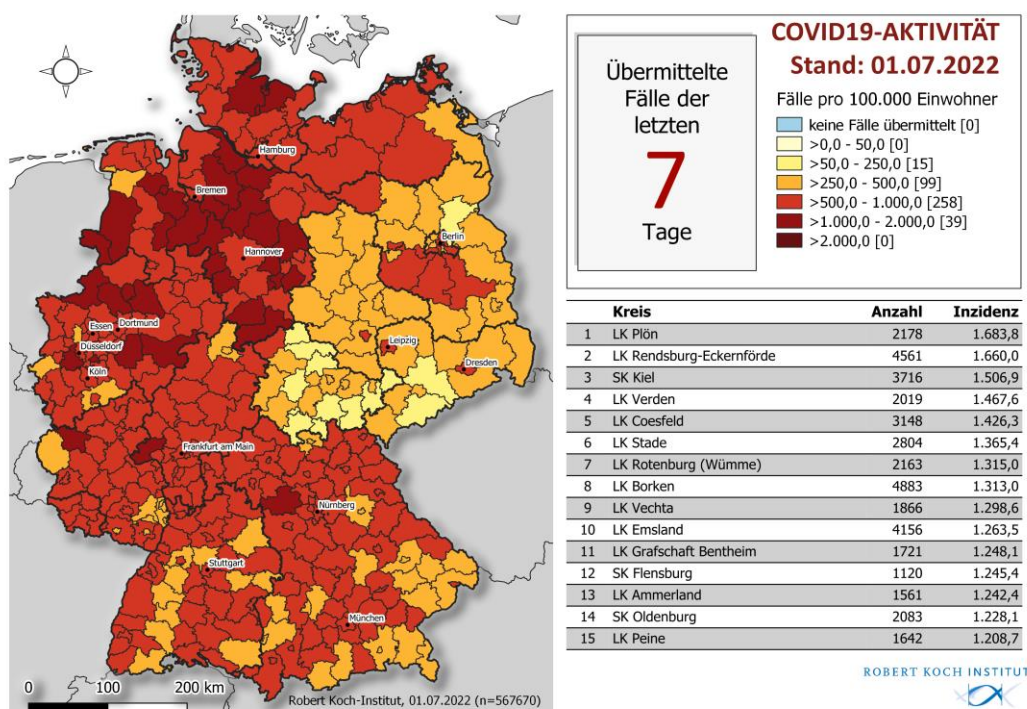 Hamburg
Bremen
Berlin
Hannover
Essen
Dortmund
Düsseldorf
Leipzig
Köln
Dresden
Frankfurt am Main
Nürnberg
Stuttgart
München
0 100 200 km
Robert Koch-Institut, 01.07.2022 (n=567670)
Übermittelte
Fälle der
letzten
7
Tage
COVID19-AKTIVITÄT
Stand: 01.07.2022
Fälle pro 100.000 Einwohner
keine Fälle übermittelt [0]
>0,0 - 50,0 [0]
>50,0 - 250,0 [15]
>250,0 - 500,0 [99]
>500,0 - 1.000,0 [258]
>1.000,0 - 2.000,0 [39]
>2.000,0 [0]
Kreis Anzahl Inzidenz
1 LK Plön 2178 1.683,8
2 LK Rendsburg-Eckernförde 4561 1.660,0
3 SK Kiel 3716 1.506,9
4 LK Verden 2019 1.467,6
5 LK Coesfeld 3148 1.426,3
6 LK Stade 2804 1.365,4
7 LK Rotenburg (Wümme) 2163 1.315,0
8 LK Borken 4883 1.313,0
9 LK Vechta 1866 1.298,6
10 LK Emsland 4156 1.263,5
11 LK Grafschaft Bentheim 1721 1.248,1
12 SK Flensburg 1120 1.245,4
13 LK Ammerland 1561 1.242,4
14 SK Oldenburg 2083 1.228,1
15 LK Peine 1642 1.208,7
ROBERT KOCH INSTITUT